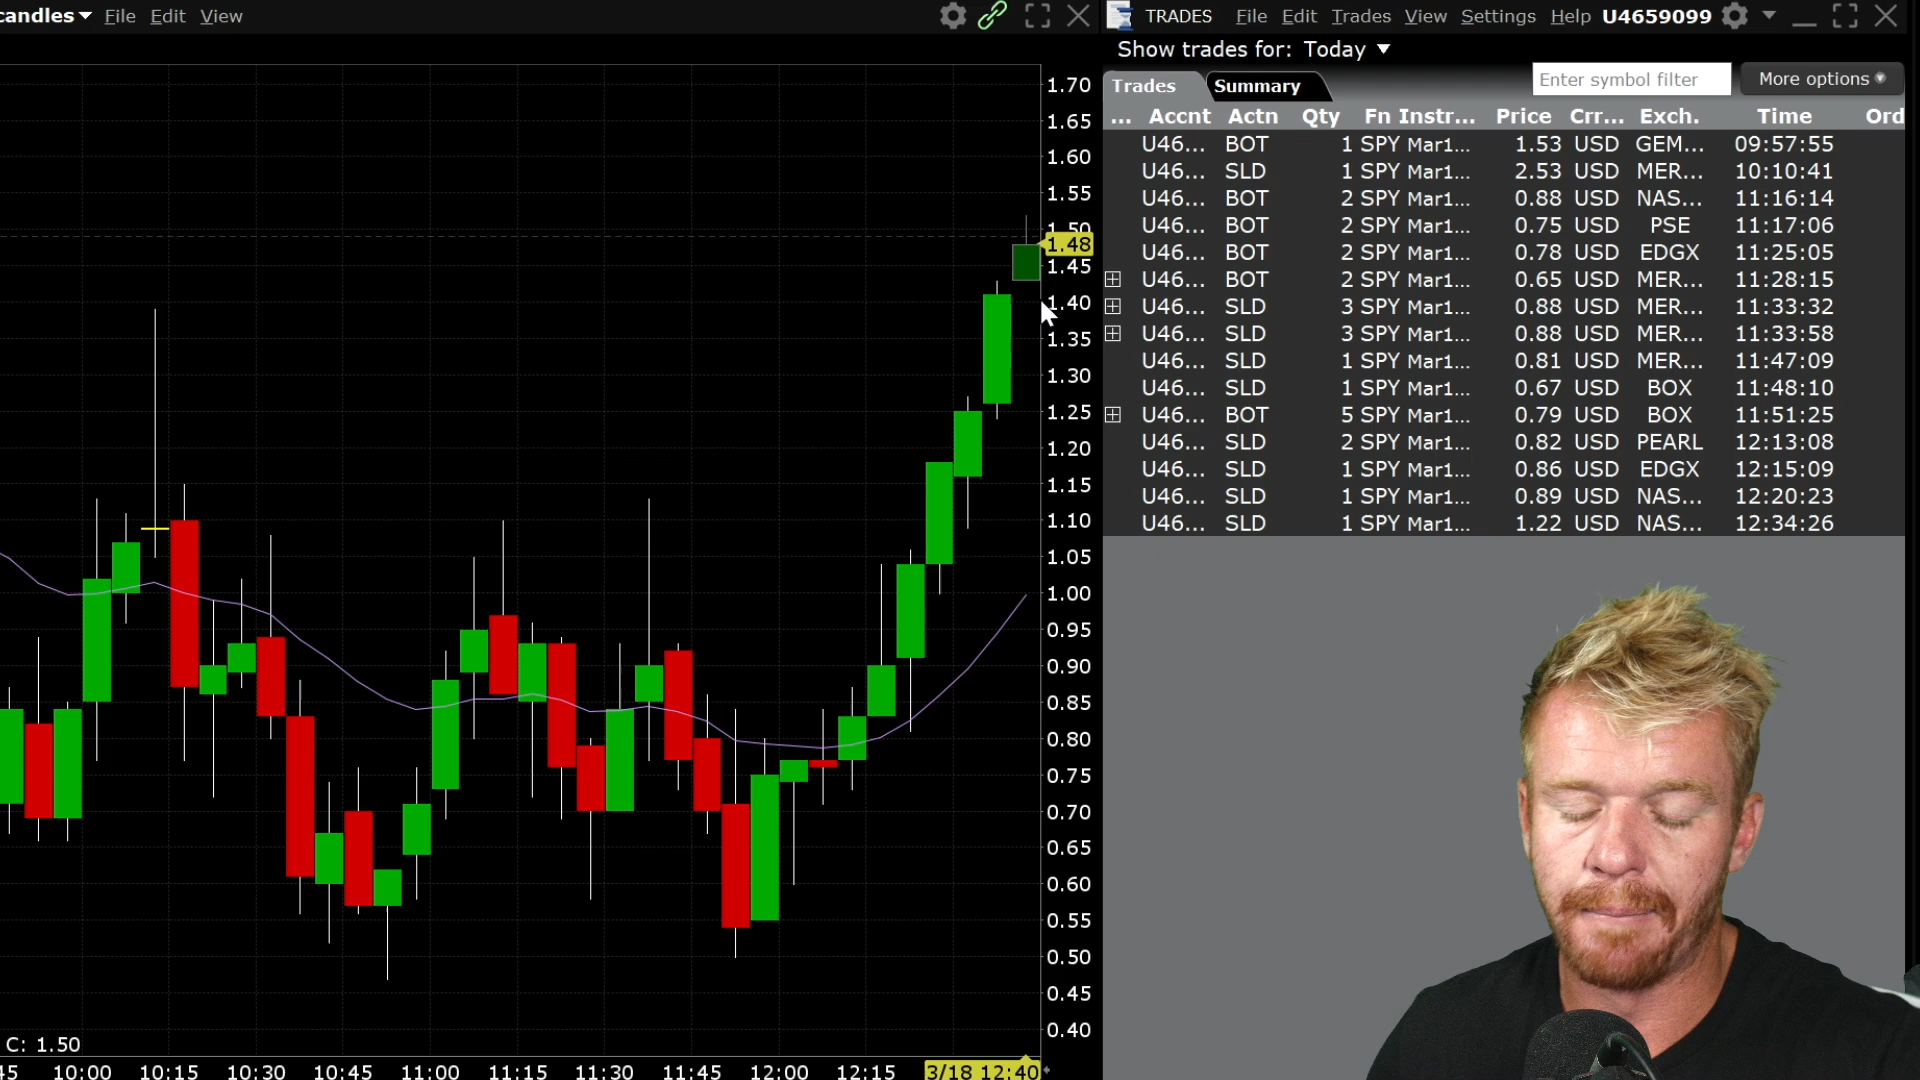 candles File Edit View
TRADES File Edit Trades View Settings Help U4659099
Show trades for: Today
Trades Summary Enter symbol filter More options
... Accnt Actn Qty Fn Instr... Price Crr... Exch. Time Ord
U46... BOT 1 SPY Mar1... 1.53 USD GEM... 09:57:55
U46... SLD 1 SPY Mar1... 2.53 USD MER... 10:10:41
U46... BOT 2 SPY Mar1... 0.88 USD NAS... 11:16:14
U46... BOT 2 SPY Mar1... 0.75 USD PSE 11:17:06
U46... BOT 2 SPY Mar1... 0.78 USD EDGX 11:25:05
U46... BOT 2 SPY Mar1... 0.65 USD MER... 11:28:15
U46... SLD 3 SPY Mar1... 0.88 USD MER... 11:33:32
U46... SLD 3 SPY Mar1... 0.88 USD MER... 11:33:58
U46... SLD 1 SPY Mar1... 0.81 USD MER... 11:47:09
U46... SLD 1 SPY Mar1... 0.67 USD BOX 11:48:10
U46... BOT 5 SPY Mar1... 0.79 USD BOX 11:51:25
U46... SLD 2 SPY Mar1... 0.82 USD PEARL 12:13:08
U46... SLD 1 SPY Mar1... 0.86 USD EDGX 12:15:09
U46... SLD 1 SPY Mar1... 0.89 USD NAS... 12:20:23
U46... SLD 1 SPY Mar1... 1.22 USD NAS... 12:34:26
1.70
1.65
1.60
1.55
1.50
1.48
1.45
1.40
1.35
1.30
1.25
1.20
1.15
1.10
1.05
1.00
0.95
0.90
0.85
0.80
0.75
0.70
0.65
0.60
0.55
0.50
0.45
0.40
C: 1.50
45 10:00 10:15 10:30 10:45 11:00 11:15 11:30 11:45 12:00 12:15 3/18 12:40